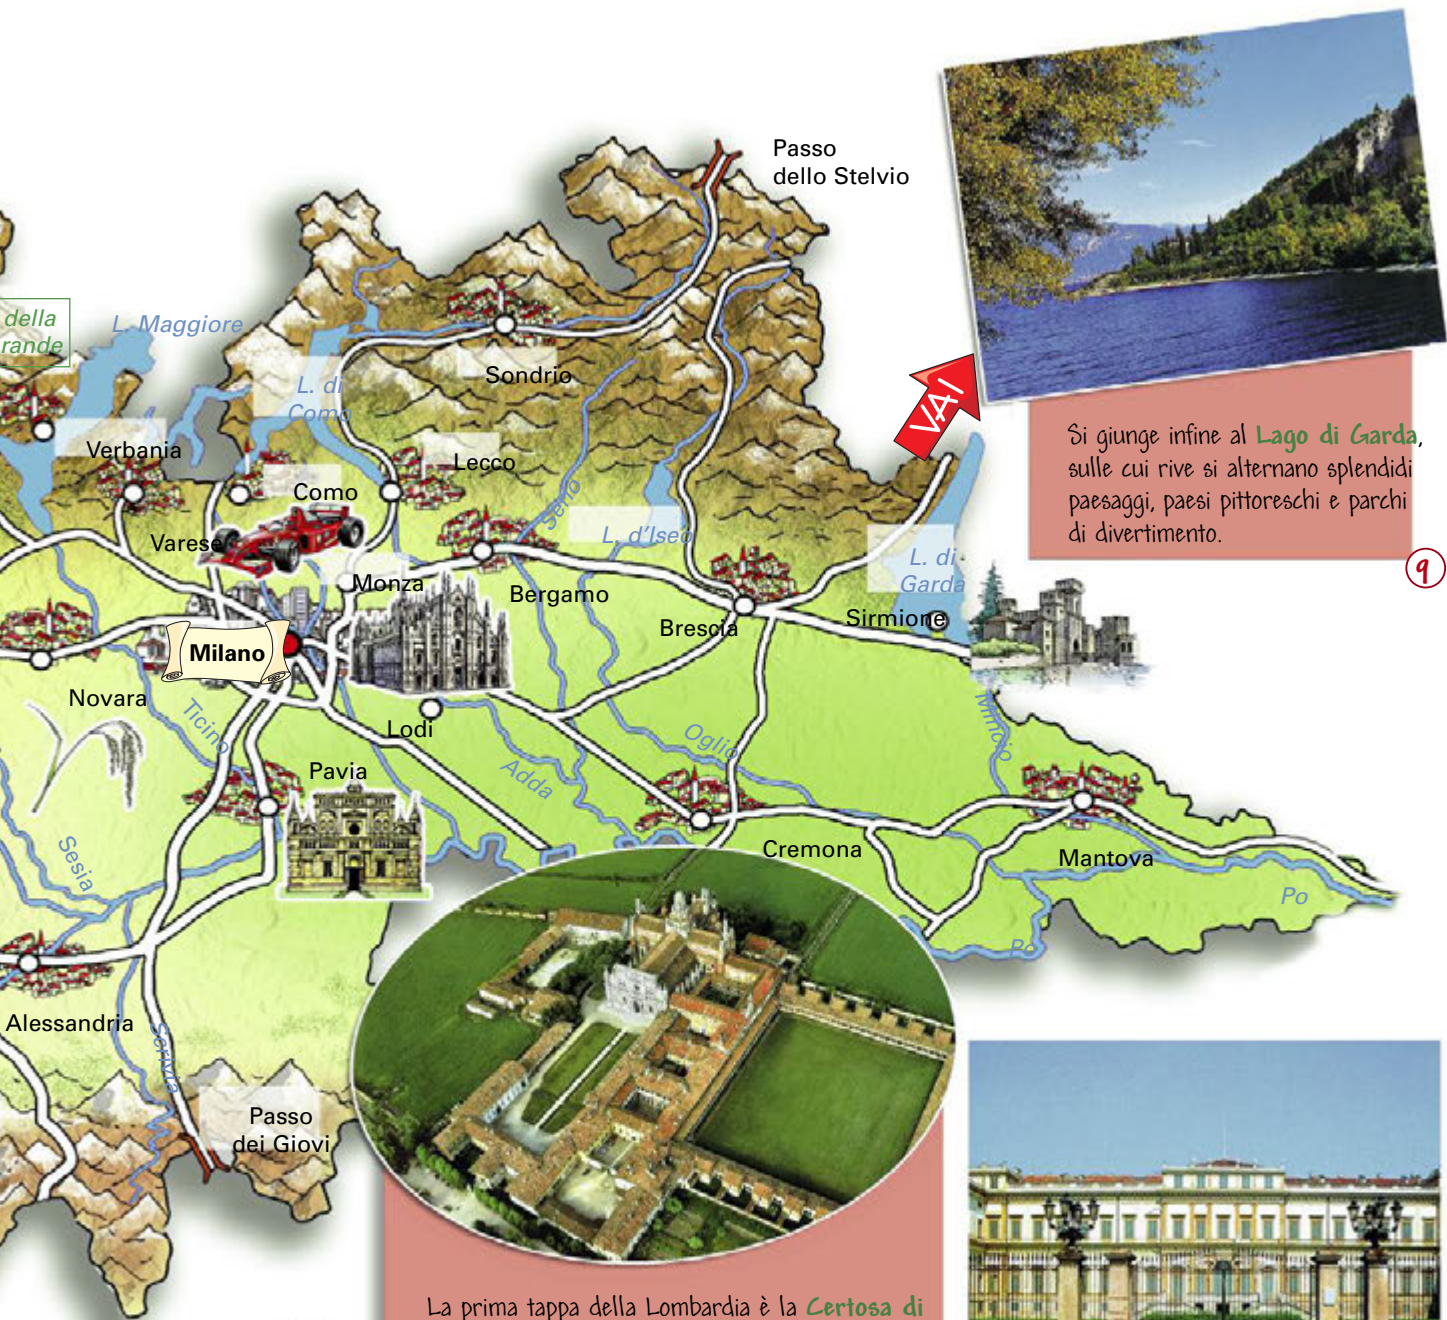 Passo
dello Stelvio
della
rande
L. Maggiore
L. di
Como
Sondrio
VAI
Si giunge infine al Lago di Garda,
sulle cui rive si alternano splendidi
paesaggi, paesi pittoreschi e parchi
di divertimento.
9
Verbania
Lecco
Como
Serio
Varese
L. d'Iseo
L. di
Garda
Monza
Bergamo
Sirmione
Brescia
Milano
Novara
Ticino
Lodi
Oglio
Mincio
Pavia
Adda
Sesia
Cremona
Mantova
Po
Po
Alessandria
Scrivia
Passo
dei Giovi
La prima tappa della Lombardia è la Certosa di